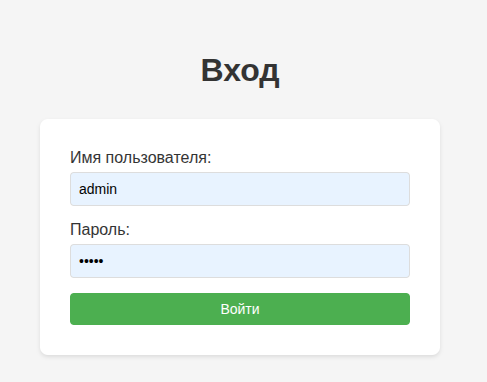 Вход
Имя пользователя:
admin
Пароль:
•••••
Войти